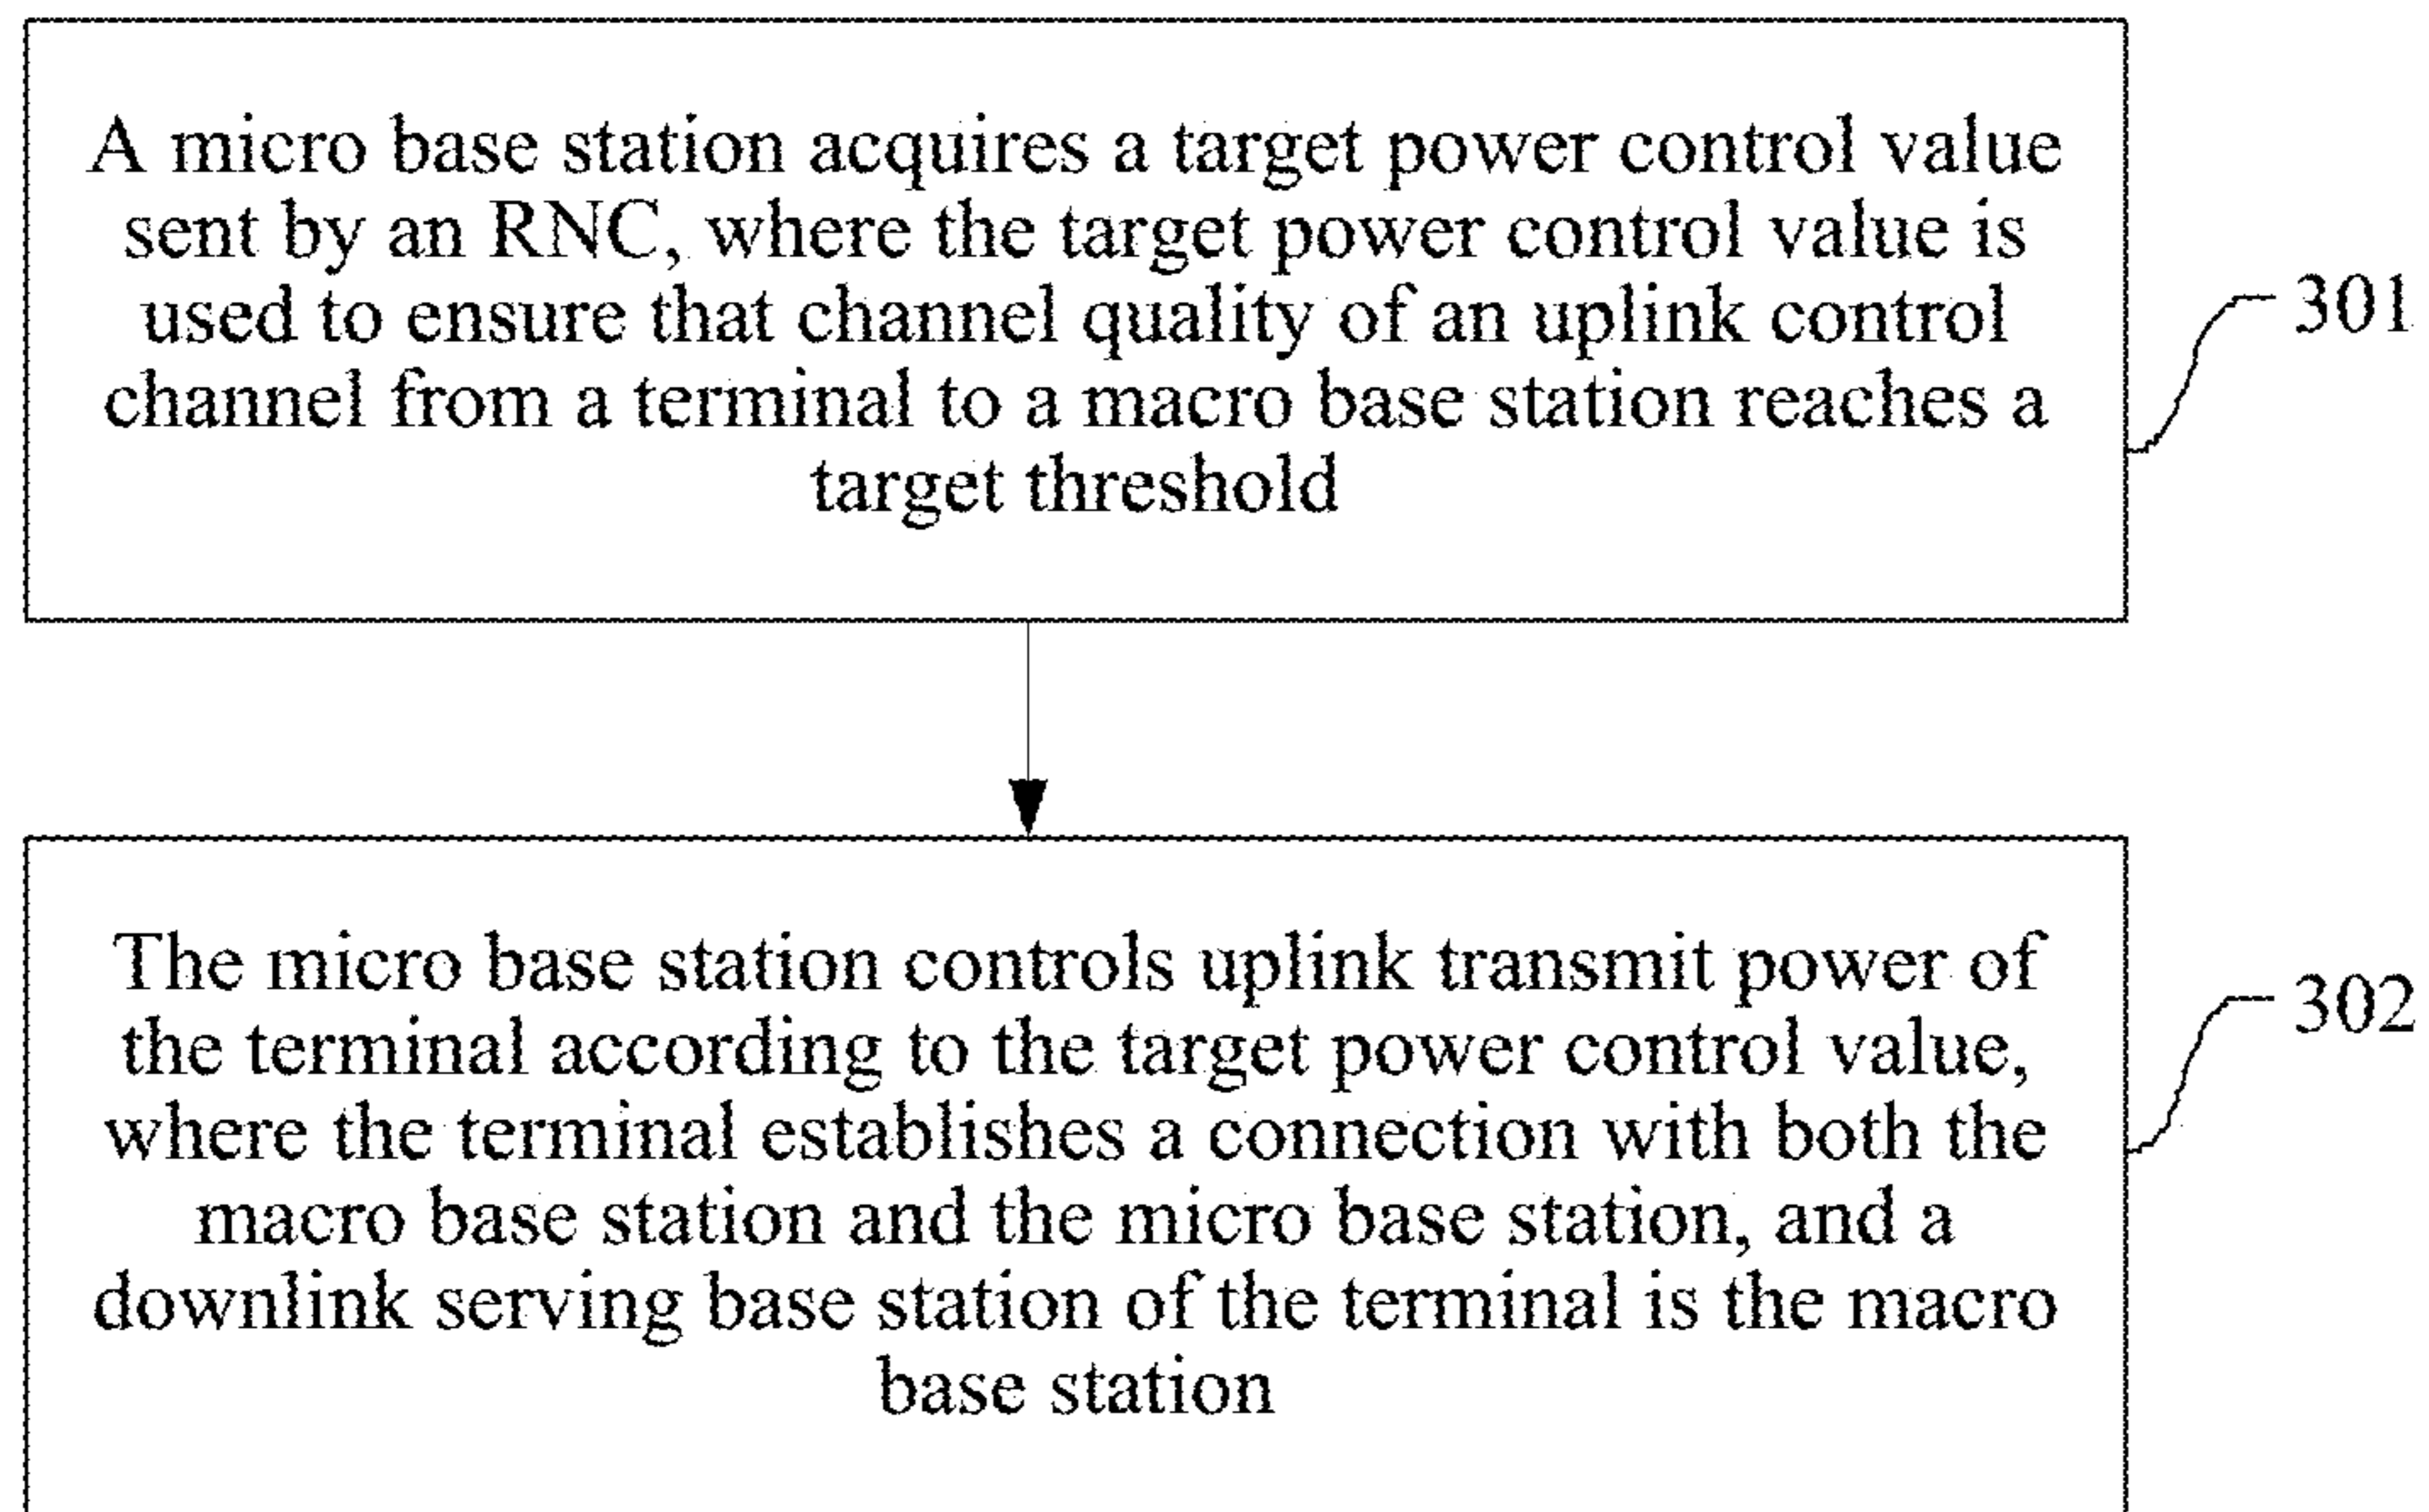 A micro base station acquires a target power control value
sent by an RNC, where the target power control value is
used to ensure that channel quality of an uplink control
channel from a terminal to a macro base station reaches a
target threshold
301
The micro base station controls uplink transmit power of
the terminal according to the target power control value,
where the terminal establishes a connection with both the
macro base station and the micro base station, and a
downlink serving base station of the terminal is the macro
base station
302